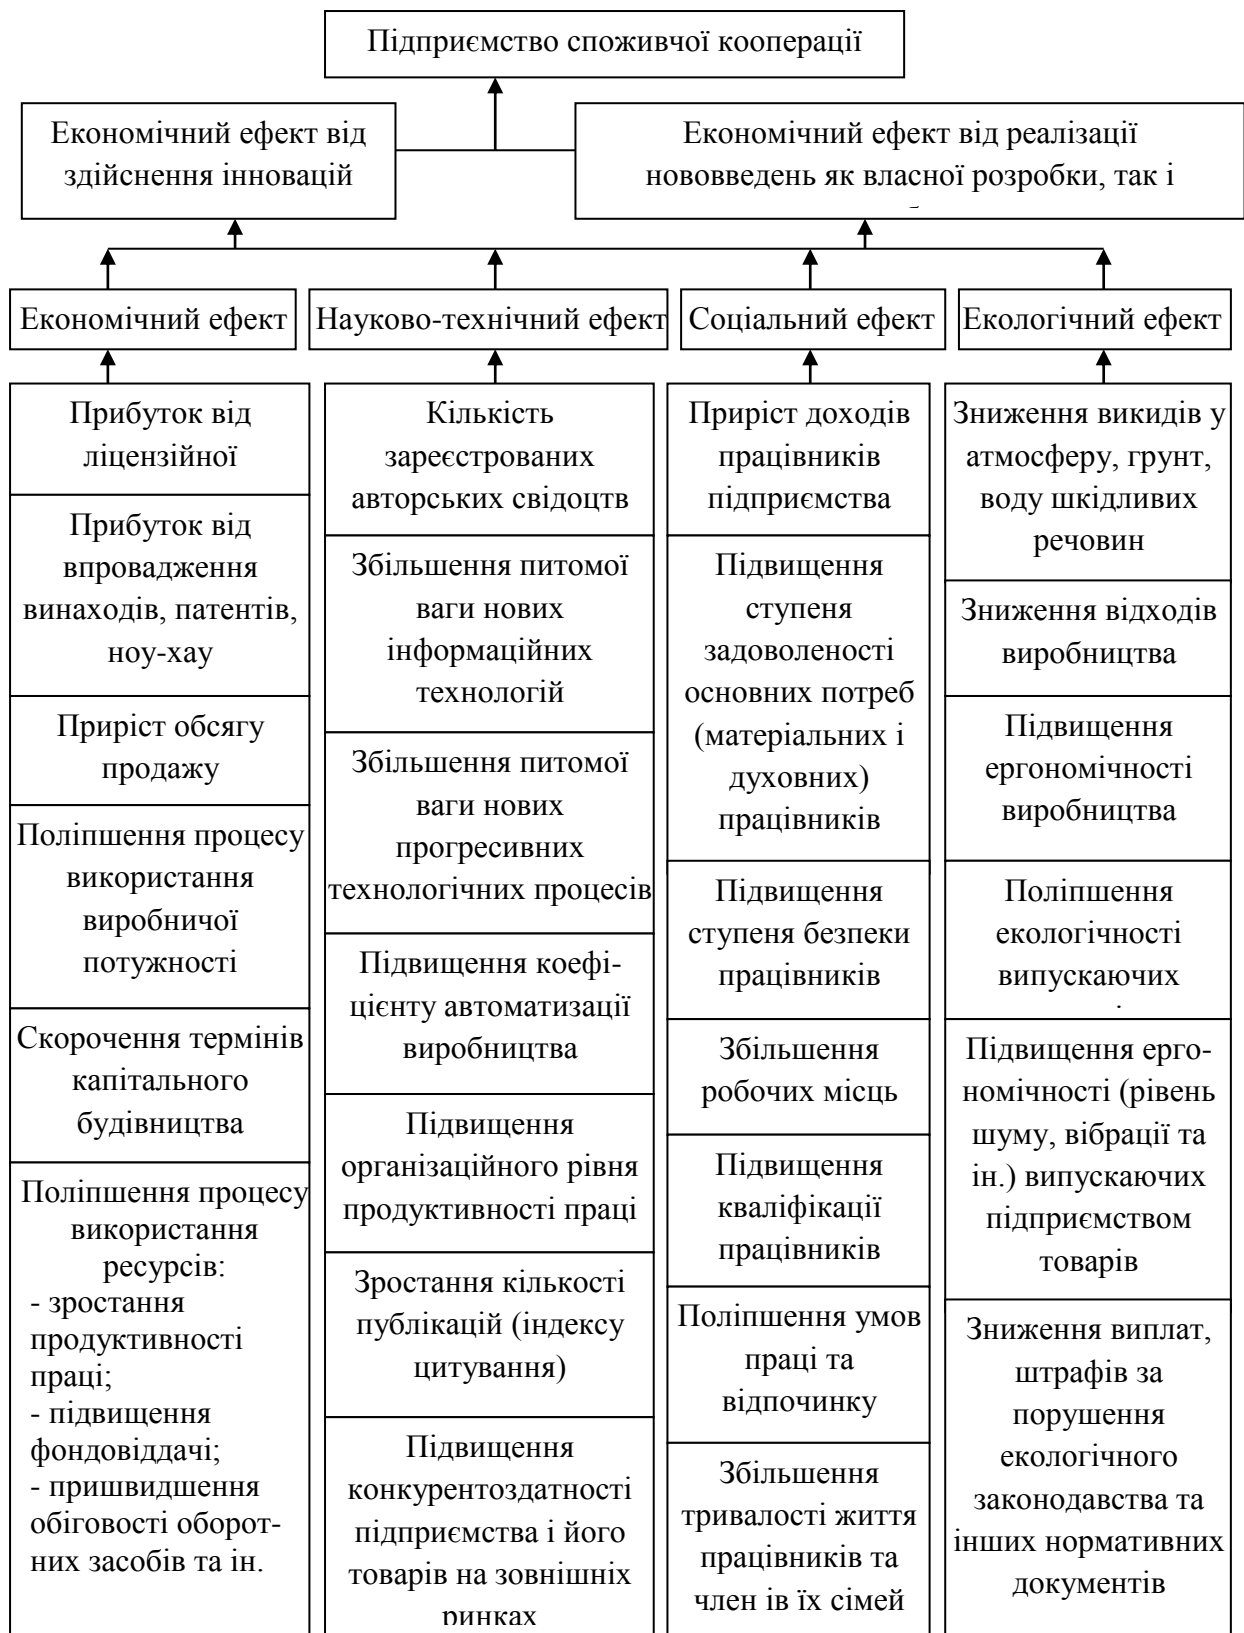 Підприємство споживчої кооперації
Економічний ефект від
здійснення інновацій
Економічний ефект від реалізації
нововведень як власної розробки, так і
Економічний ефект
Науково-технічний ефект
Соціальний ефект
Екологічний ефект
Прибуток від
ліцензійної
Прибуток від
впровадження
винаходів, патентів,
ноу-хау
Приріст обсягу
продажу
Поліпшення процесу
використання
виробничої
потужності
Скорочення термінів
капітального
будівництва
Поліпшення процесу
використання
ресурсів:
- зростання
продуктивності
праці;
- підвищення
фондовіддачі;
- пришвидшення
обіговості оборот-
них засобів та ін.
Кількість
зареєстрованих
авторських свідоцтв
Збільшення питомої
ваги нових
інформаційних
технологій
Збільшення питомої
ваги нових
прогресивних
технологічних процесів
Підвищення коефі-
цієнту автоматизації
виробництва
Підвищення
організаційного рівня
продуктивності праці
Зростання кількості
публікацій (індексу
цитування)
Підвищення
конкурентоздатності
підприємства і його
товарів на зовнішніх
ринках
Приріст доходів
працівників
підприємства
Підвищення
ступеня
задоволеності
основних потреб
(матеріальних і
духовних)
працівників
Підвищення
ступеня безпеки
працівників
Збільшення
робочих місць
Підвищення
кваліфікації
працівників
Поліпшення умов
праці та
відпочинку
Збільшення
тривалості життя
працівників та
член ів їх сімей
Зниження викидів у
атмосферу, грунт,
воду шкідливих
речовин
Зниження відходів
виробництва
Підвищення
ергономічності
виробництва
Поліпшення
екологічності
випускаючих
Підвищення ерго-
номічності (рівень
шуму, вібрації та
ін.) випускаючих
підприємством
товарів
Зниження виплат,
штрафів за
порушення
екологічного
законодавства та
інших нормативних
документів